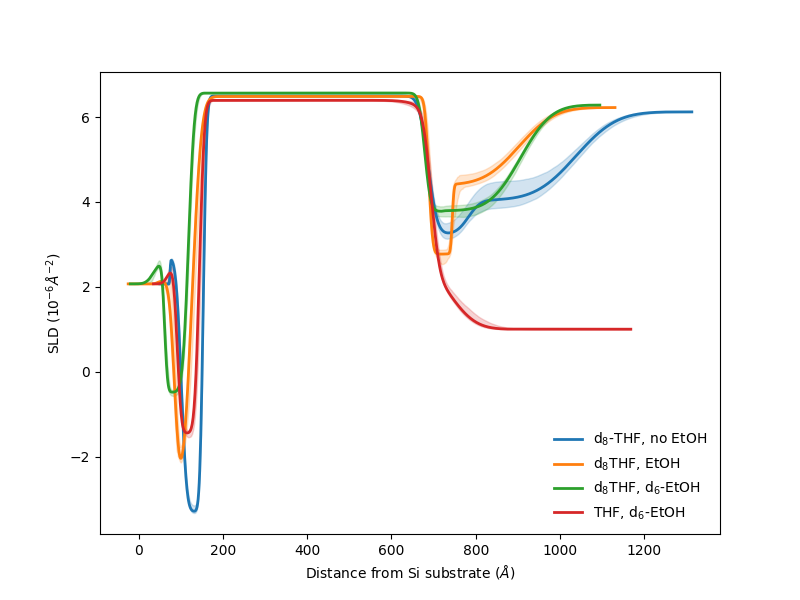 6
4
2
0
−2
SLD (10⁻⁶Å⁻²)
0
200
400
600
800
1000
1200
Distance from Si substrate (Å)
d₈-THF, no EtOH
d₈THF, EtOH
d₈THF, d₆-EtOH
THF, d₆-EtOH